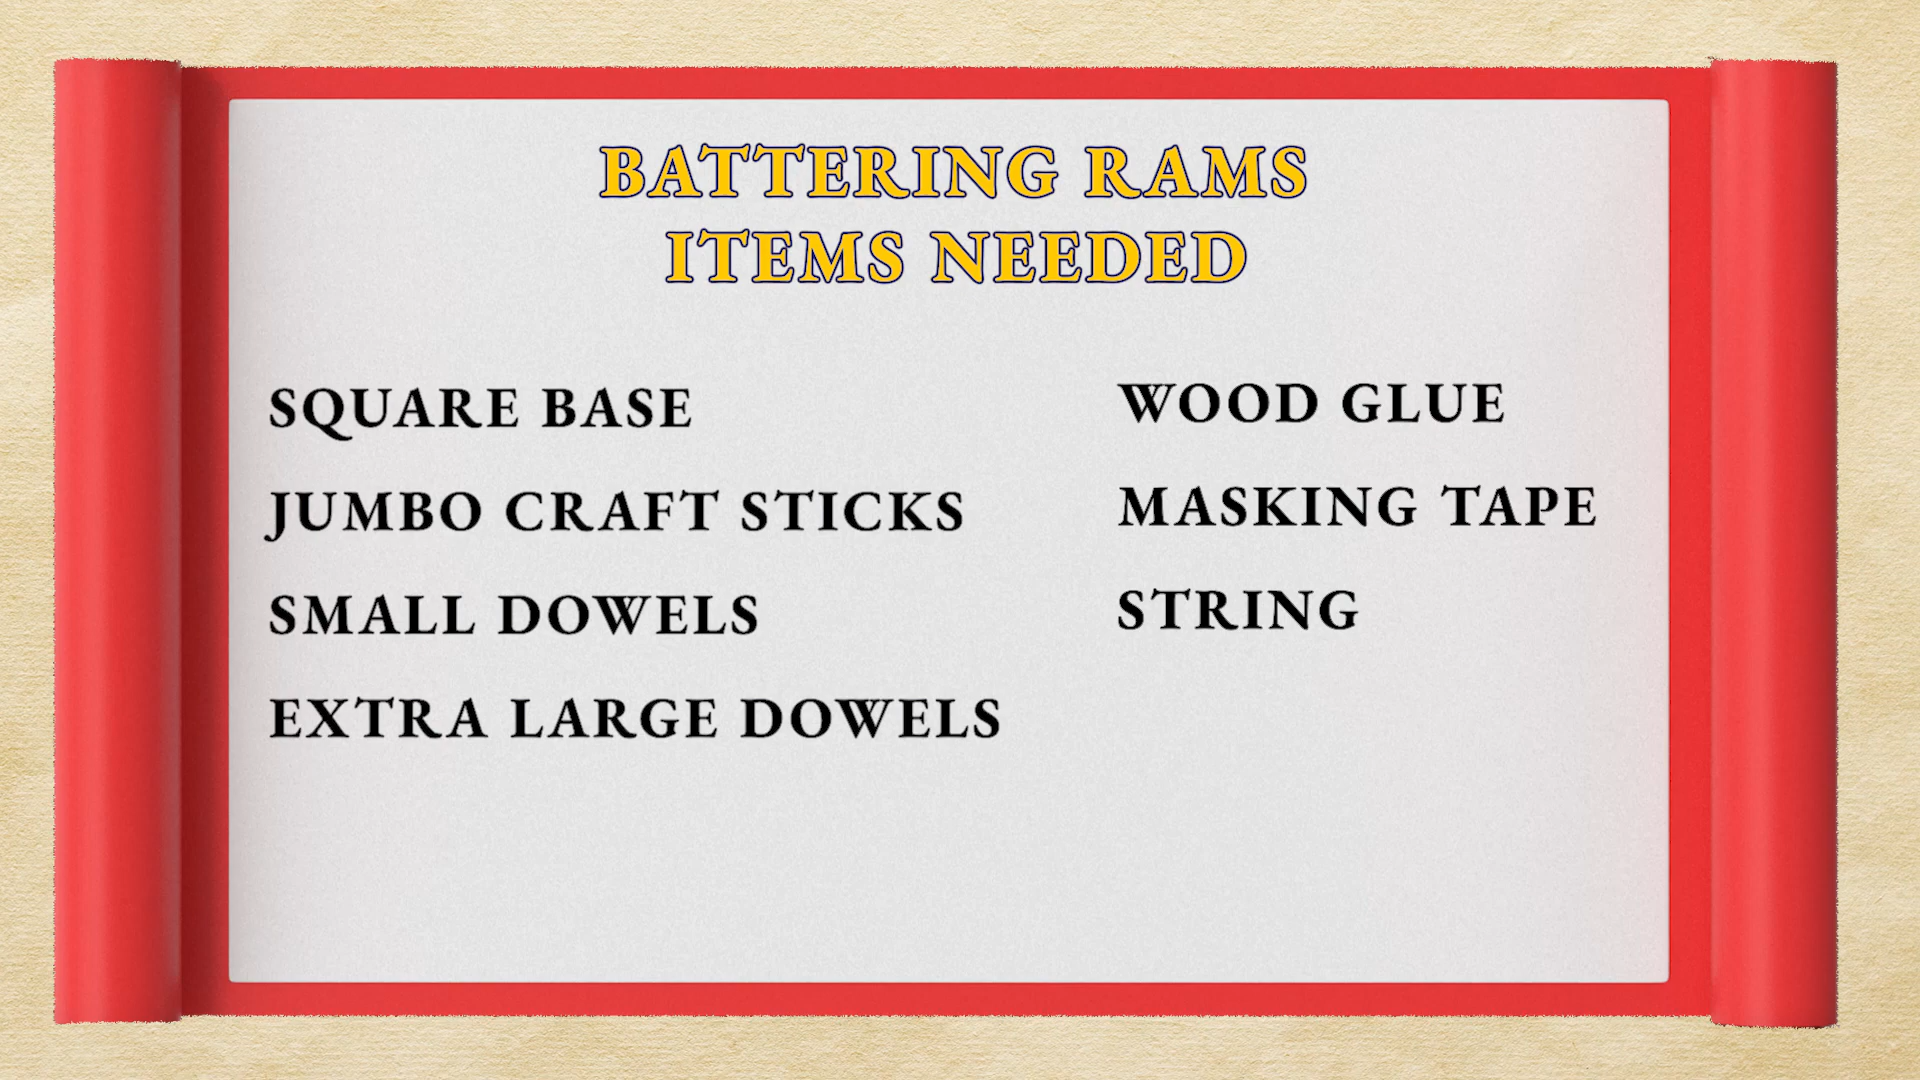 BATTERING RAMS
ITEMS NEEDED
SQUARE BASE
JUMBO CRAFT STICKS
SMALL DOWELS
EXTRA LARGE DOWELS
WOOD GLUE
MASKING TAPE
STRING